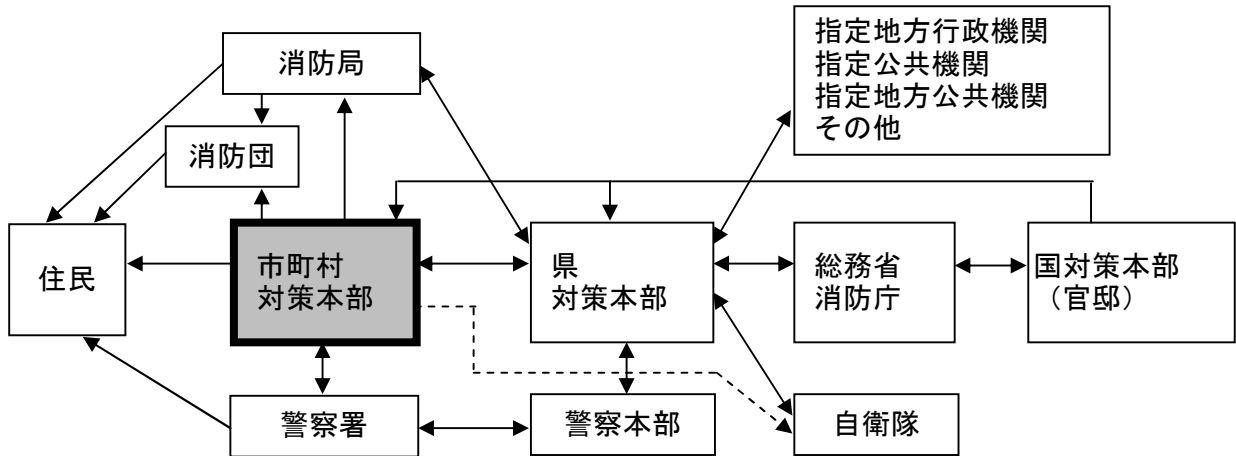 消防局
指定地方行政機関
指定公共機関
指定地方公共機関
その他
消防団
住民
市町村
対策本部
県
対策本部
総務省
消防庁
国対策本部
（官邸）
警察署
警察本部
自衛隊